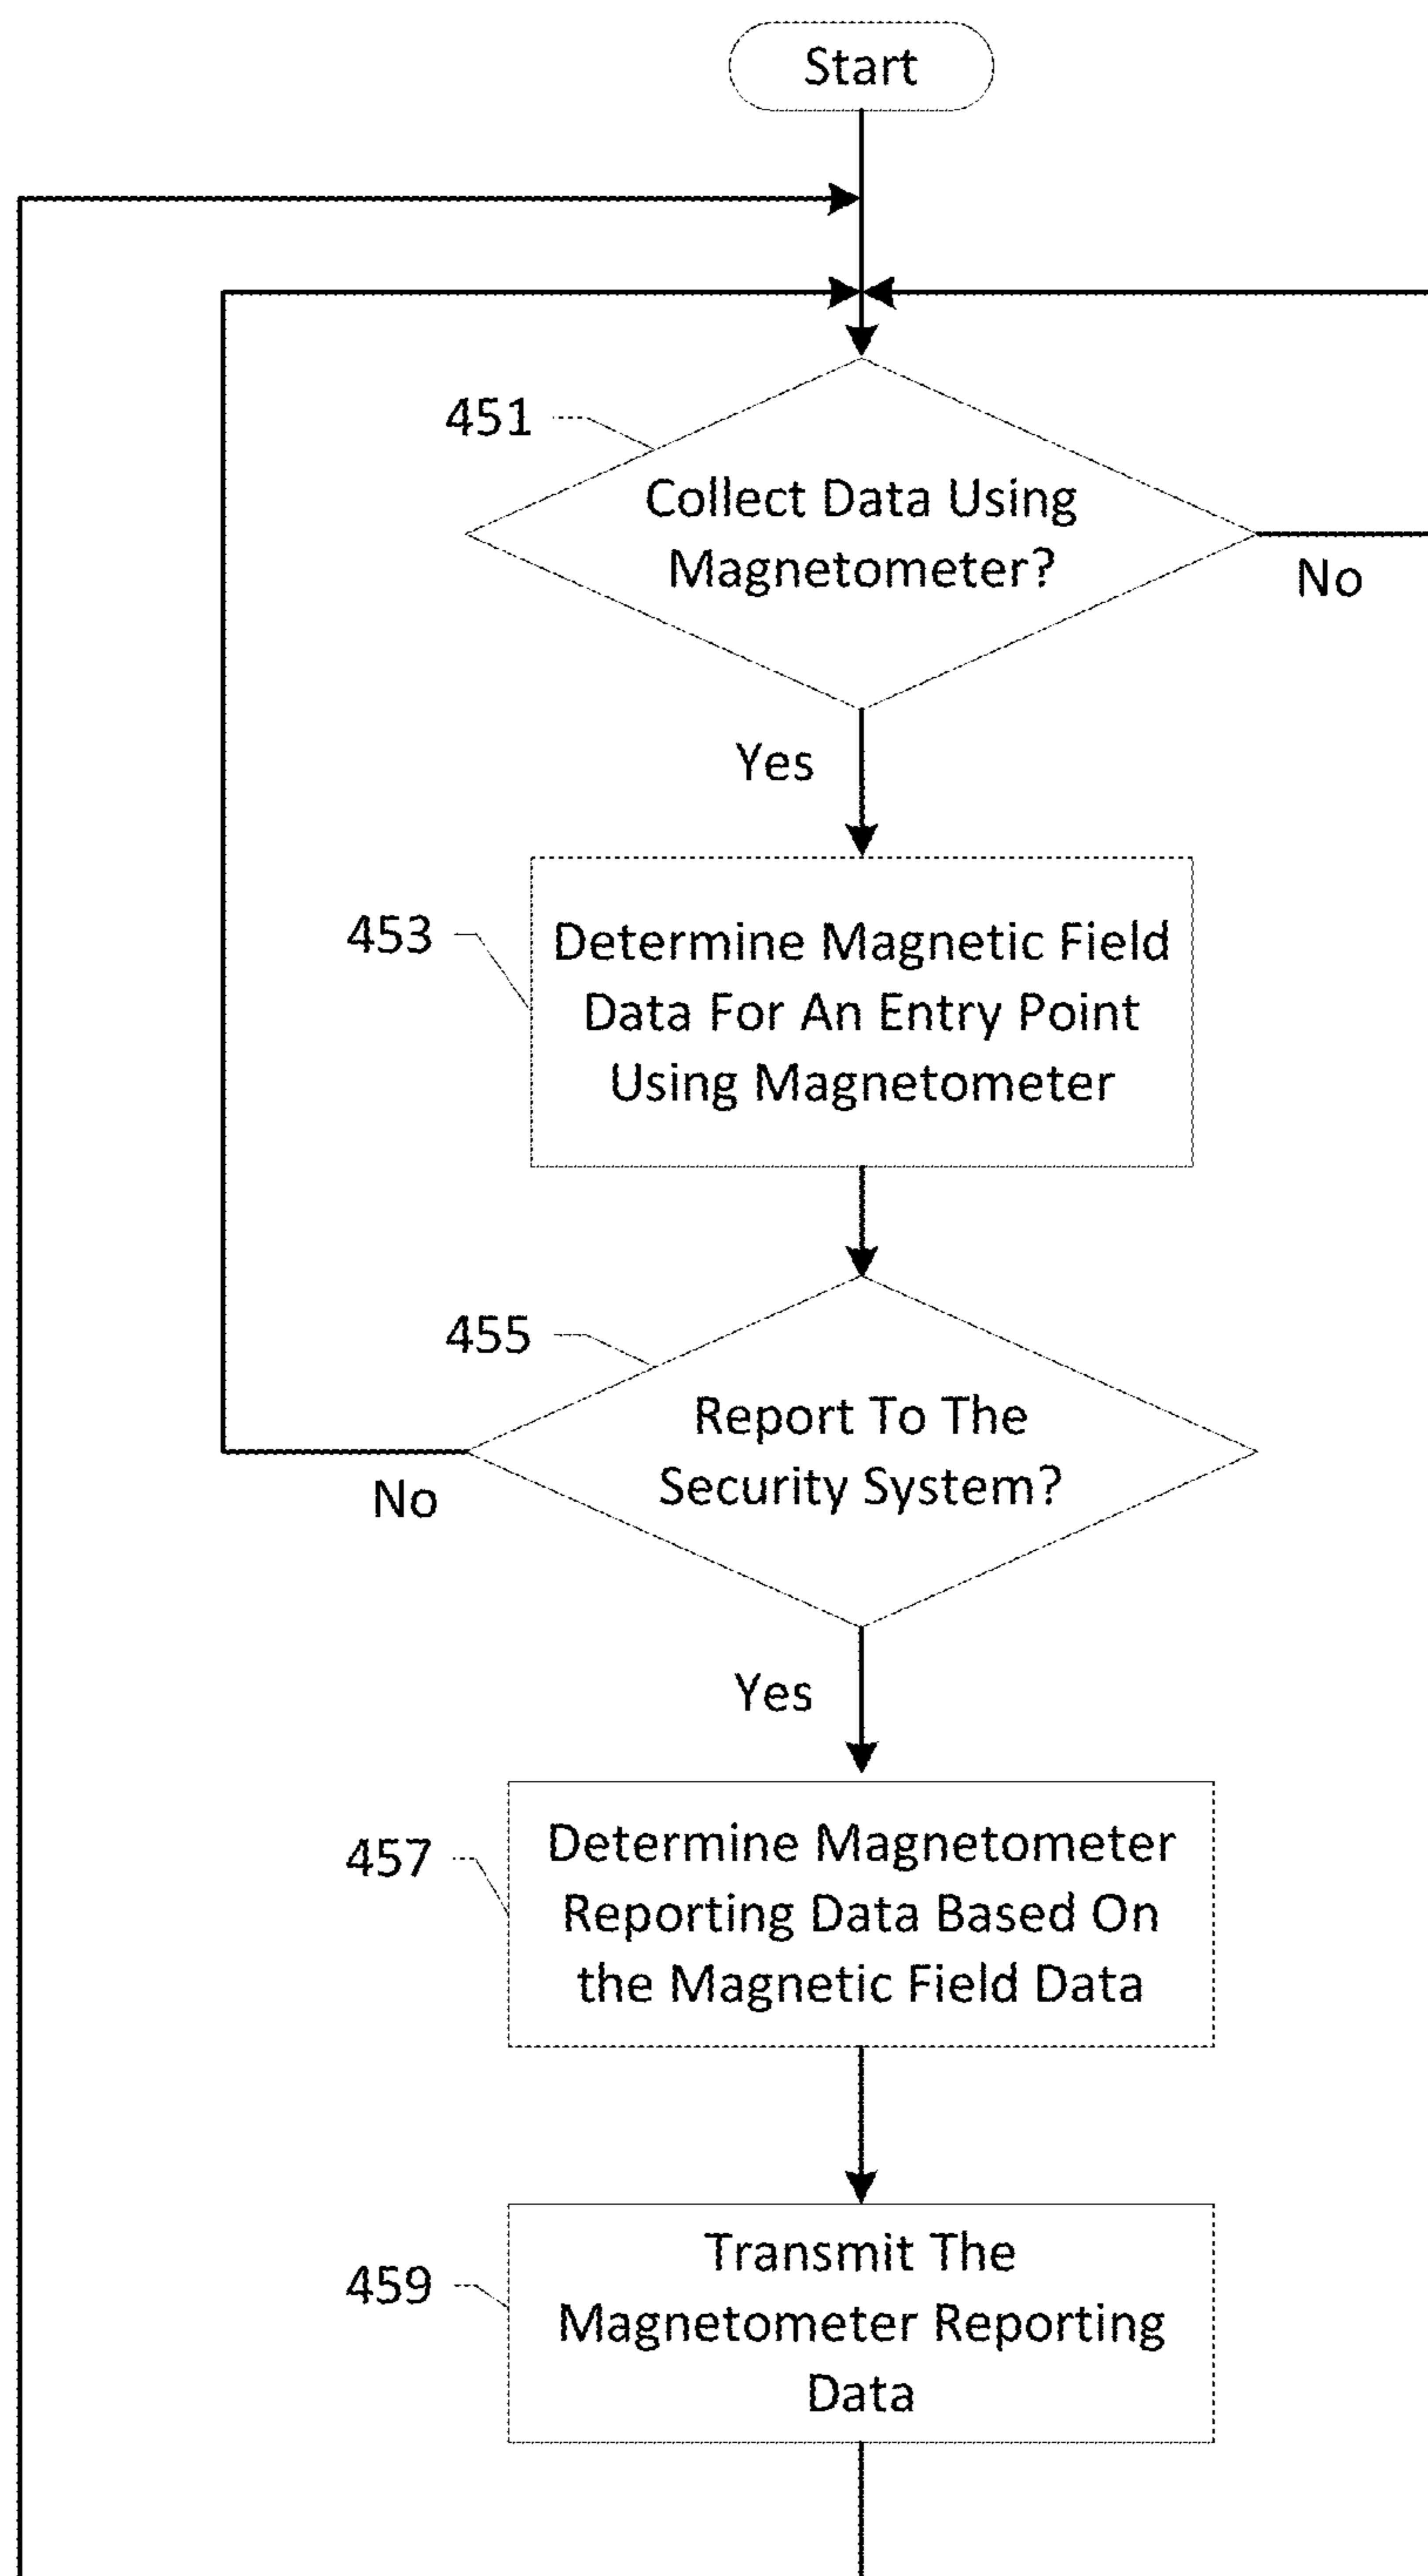 Start
451
Collect Data Using
Magnetometer?
No
Yes
453
Determine Magnetic Field
Data For An Entry Point
Using Magnetometer
455
Report To The
Security System?
No
Yes
457
Determine Magnetometer
Reporting Data Based On
the Magnetic Field Data
459
Transmit The
Magnetometer Reporting
Data